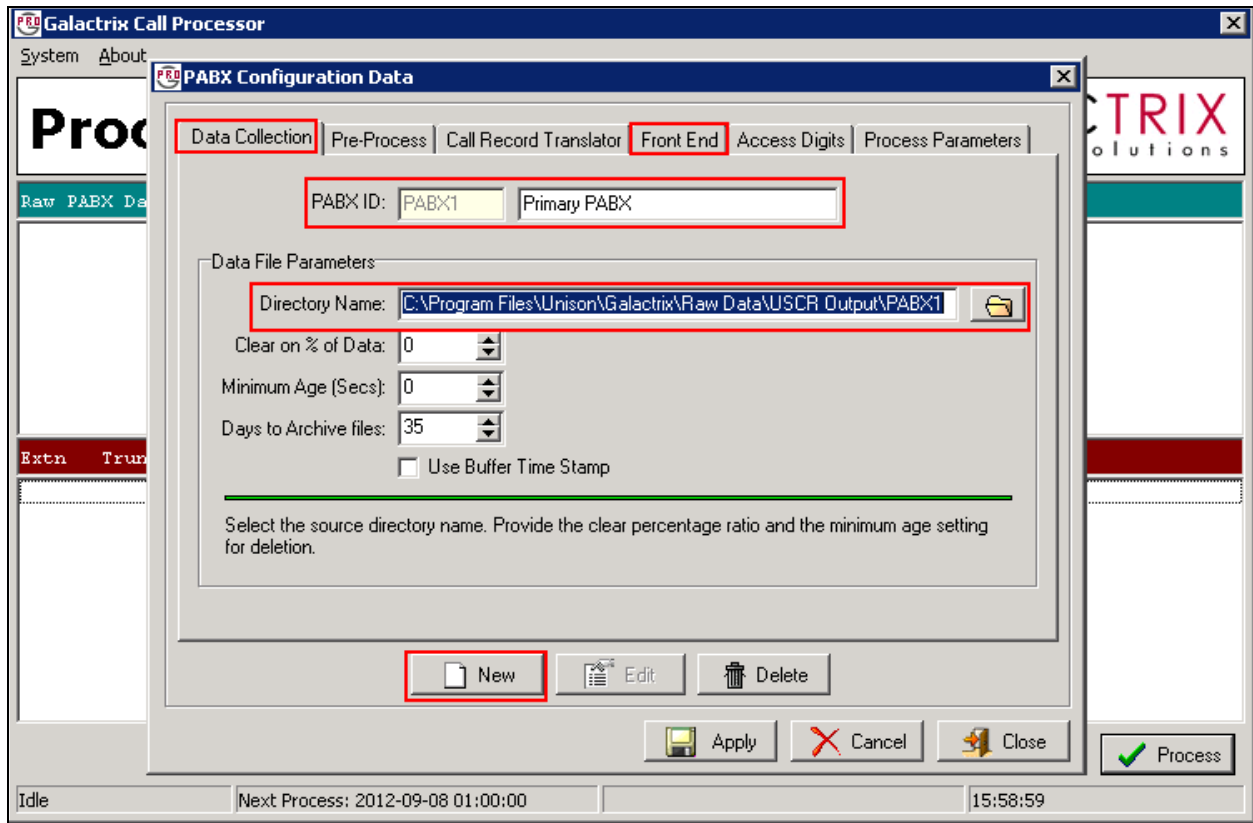 Galactrix Call Processor
System About
PABX Configuration Data
Data Collection Pre-Process Call Record Translator Front End Access Digits Process Parameters
PABX ID: PABX1 Primary PABX
Raw PABX Da
Data File Parameters
Directory Name: C:\Program Files\Unison\Galactrix\Raw Data\USCR Output\PABX1
Clear on % of Data: 0
Minimum Age (Secs): 0
Days to Archive files: 35
Extn Trun
Use Buffer Time Stamp
Select the source directory name. Provide the clear percentage ratio and the minimum age setting
for deletion.
New Edit Delete
Apply Cancel Close
Process
Idle Next Process: 2012-09-08 01:00:00 15:58:59